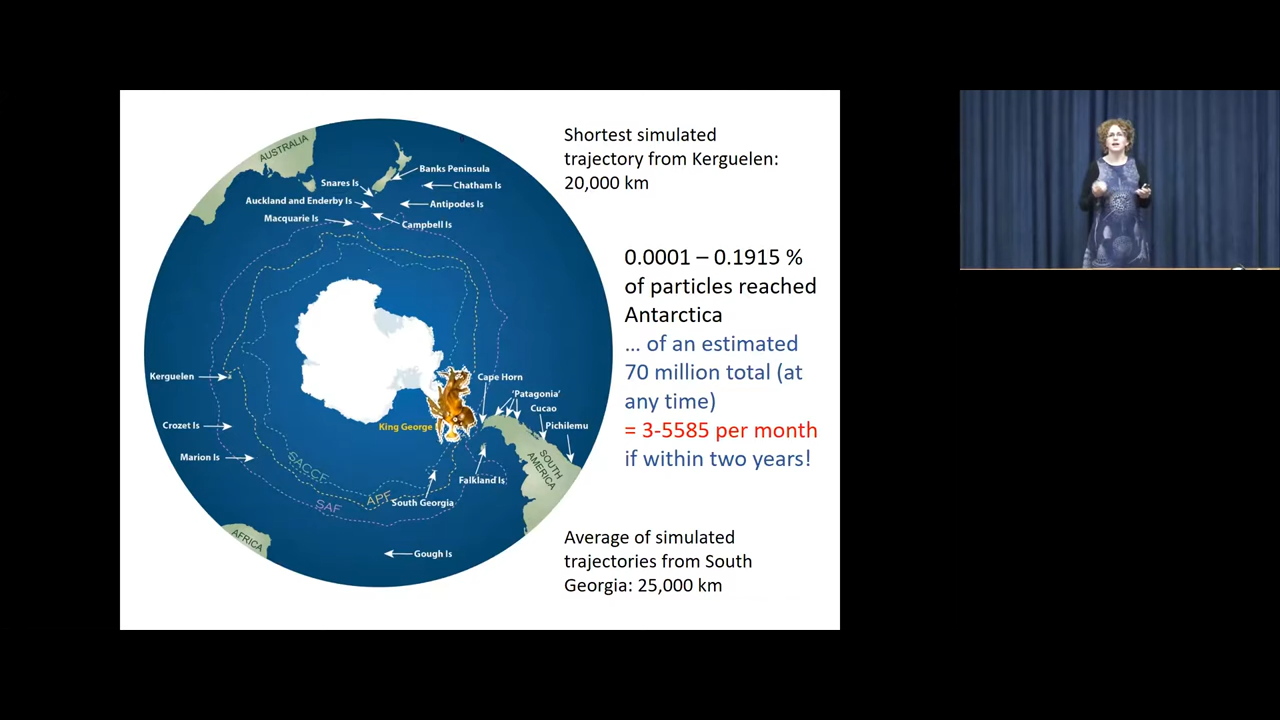 AUSTRALIA
Banks Peninsula
Snares Is
Chatham Is
Auckland and Enderby Is
Antipodes Is
Macquarie Is
Campbell Is
Kerguelen
Cape Horn
'Patagonia'
Cucao
Pichilemu
King George
Crozet Is
Marion Is
SACCF
SOUTH
AMERICA
Falkland Is
APF
South Georgia
SAF
AFRICA
Gough Is
Shortest simulated
trajectory from Kerguelen:
20,000 km
0.0001 – 0.1915 %
of particles reached
Antarctica
... of an estimated
70 million total (at
any time)
= 3-5585 per month
if within two years!
Average of simulated
trajectories from South
Georgia: 25,000 km